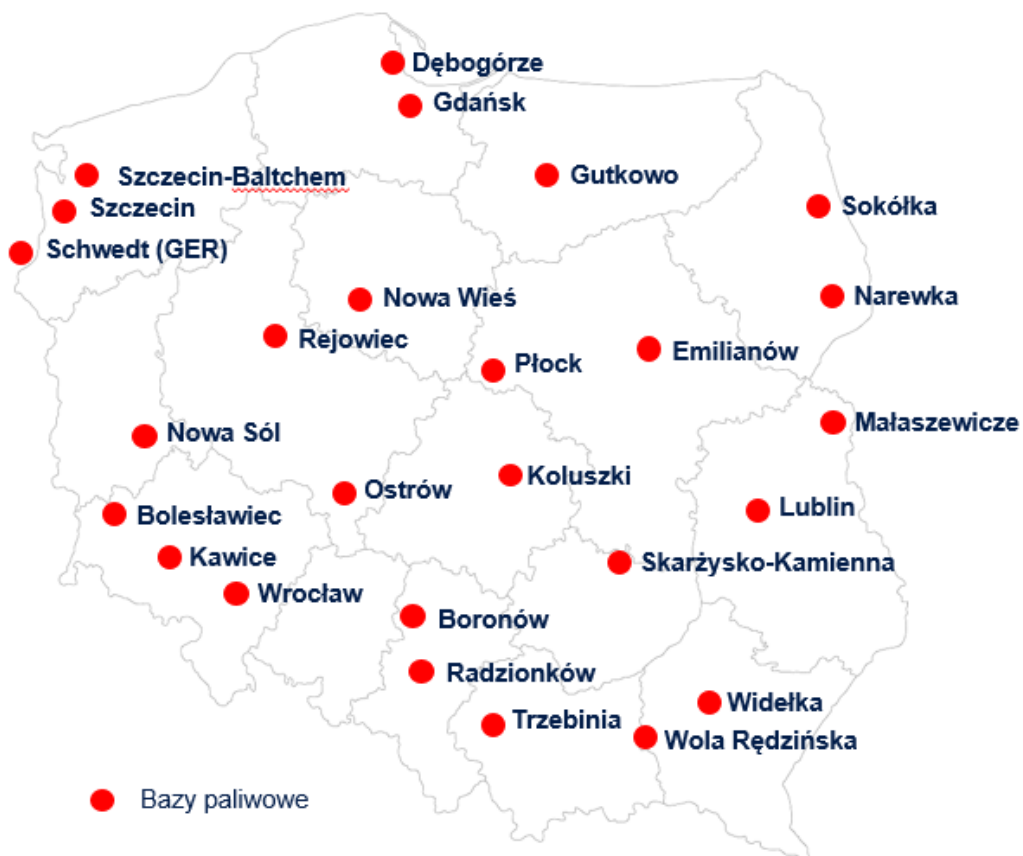 Dębogórze
Gdańsk
Szczecin-Baltchem
Gutkowo
Szczecin
Sokółka
Schwedt (GER)
Nowa Wieś
Narewka
Rejowiec
Emilianów
Płock
Małaszewicze
Nowa Sól
Koluszki
Ostrów
Lublin
Bolesławiec
Kawice
Skarżysko-Kamienna
Wrocław
Boronów
Radzionków
Widełka
Trzebinia
Wola Rędzińska
Bazy paliwowe